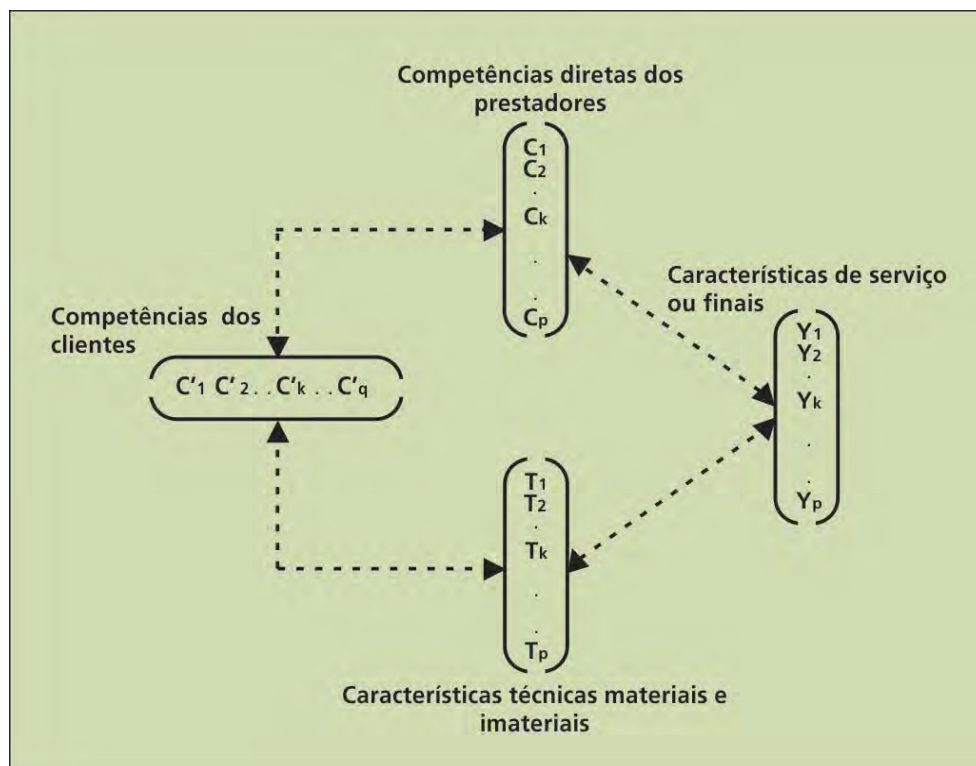 Competências diretas dos
prestadores
C1
C2
.
Ck
.
.
Cp
Competências dos
clientes
C'1 C'2 . . C'k . . C'q
Características de serviço
ou finais
Y1
Y2
.
Yk
.
.
Yp
T1
T2
.
Tk
.
.
Tp
Características técnicas materiais e
imateriais